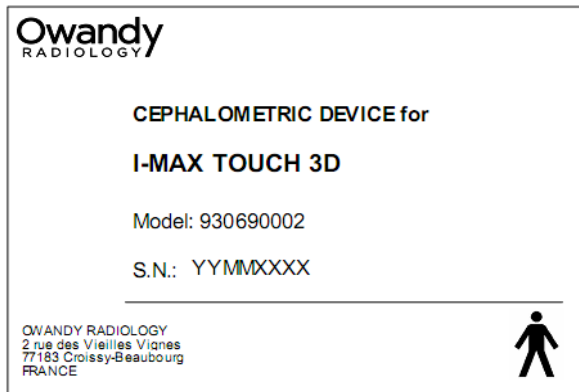 Owandy
RADIOLOGY
CEPHALOMETRIC DEVICE for
I-MAX TOUCH 3D
Model: 930690002
S.N.: YYMMXXXX
OWANDY RADIOLOGY
2 rue des Vieilles Vignes
77183 Croissy-Beaubourg
FRANCE